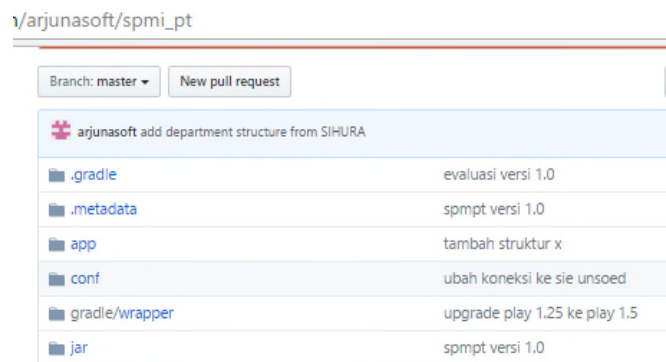 /arjunasoft/spmi_pt
Branch: master New pull request
arjunasoft add department structure from SIHURA
.gradle evaluasi versi 1.0
.metadata spmpt versi 1.0
app tambah struktur x
conf ubah koneksi ke sie unsoed
gradle/wrapper upgrade play 1.25 ke play 1.5
jar spmpt versi 1.0